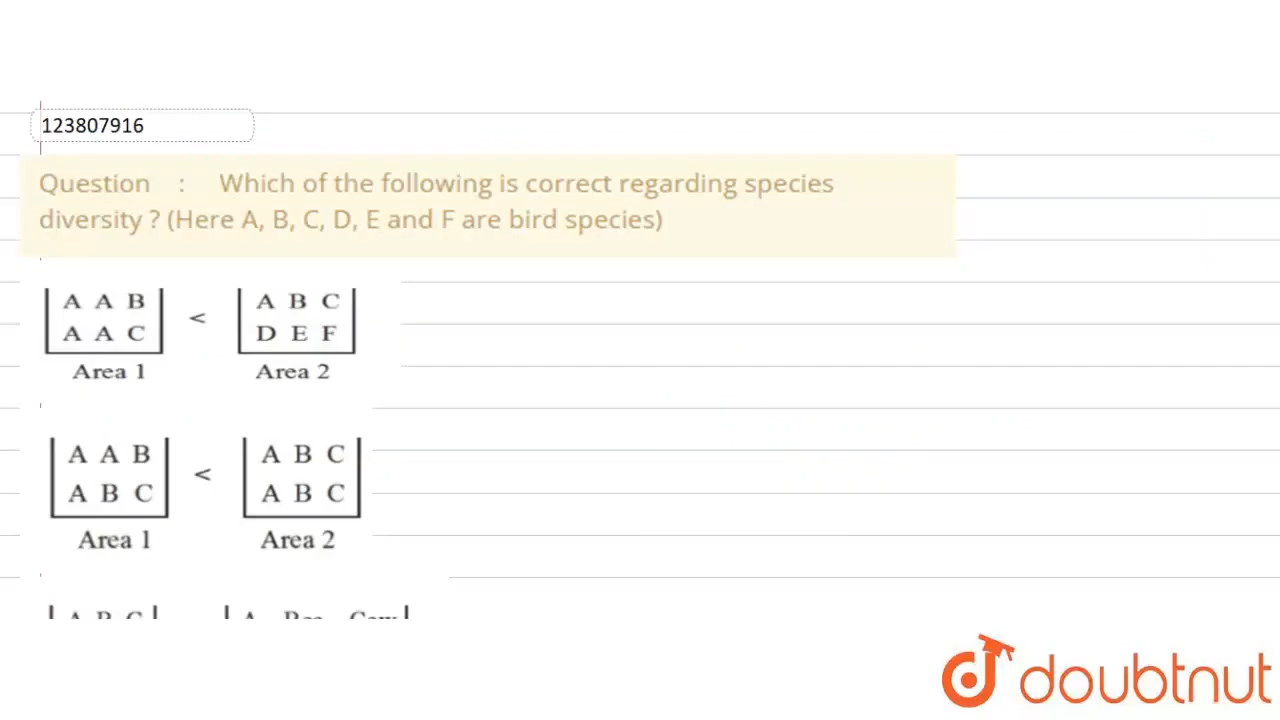 123807916
Question : Which of the following is correct regarding species
diversity ? (Here A, B, C, D, E and F are bird species)
A A B < A B C
A A C D E F
Area 1 Area 2
A A B < A B C
A B C A B C
Area 1 Area 2
doubtnut